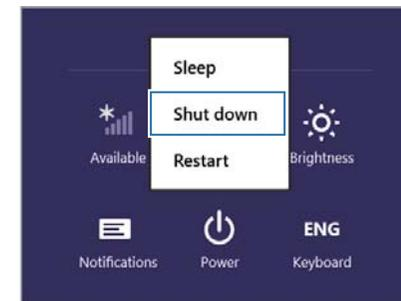 Sleep
Shut down
Restart
Available
Brightness
ENG
Notifications
Power
Keyboard